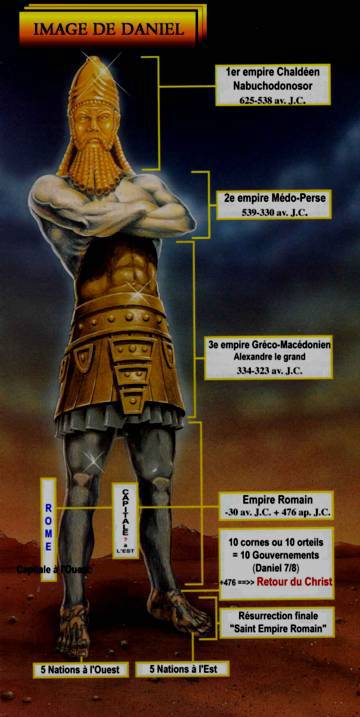 IMAGE DE DANIEL
1er empire Chaldéen
Nabuchodonosor
625-538 av. J.C.
2e empire Médo-Perse
539-330 av. J.C.
3e empire Gréco-Macédonien
Alexandre le grand
334-323 av. J.C.
ROME
CAPITALE ?
à
L'EST
Capitale à l'Ouest
Empire Romain
-30 av. J.C. + 476 ap. J.C.
10 cornes ou 10 orteils
= 10 Gouvernements
(Daniel 7/8)
+476 ==>> Retour du Christ
Résurrection finale
"Saint Empire Romain"
5 Nations à l'Ouest
5 Nations à l'Est